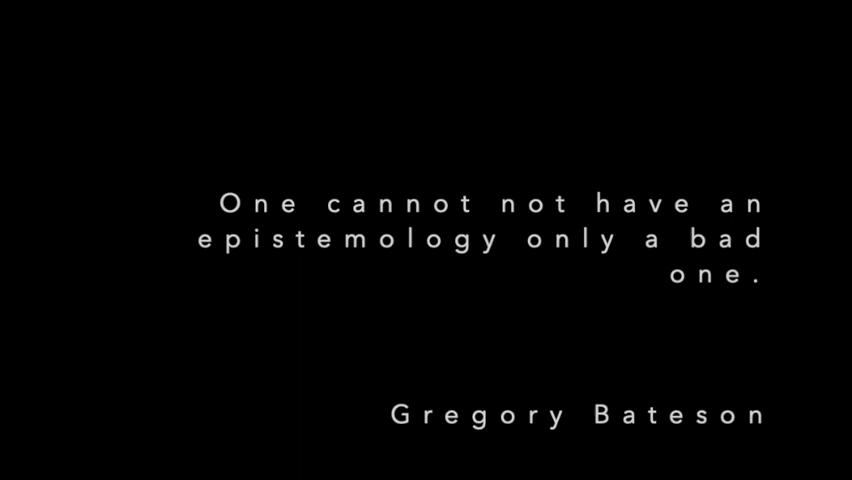 One cannot not have an
epistemology only a bad
one.
Gregory Bateson